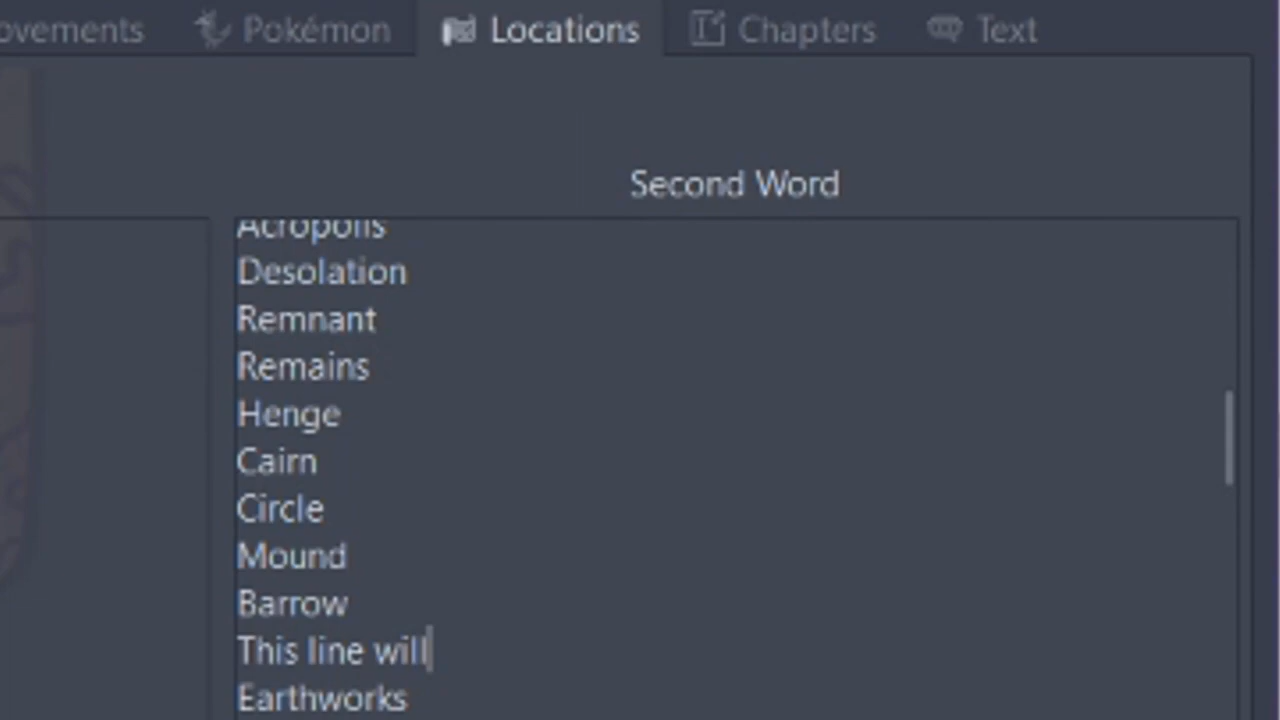 ovements Pokémon Locations Chapters Text
Second Word
Acropolis
Desolation
Remnant
Remains
Henge
Cairn
Circle
Mound
Barrow
This line will
Earthworks